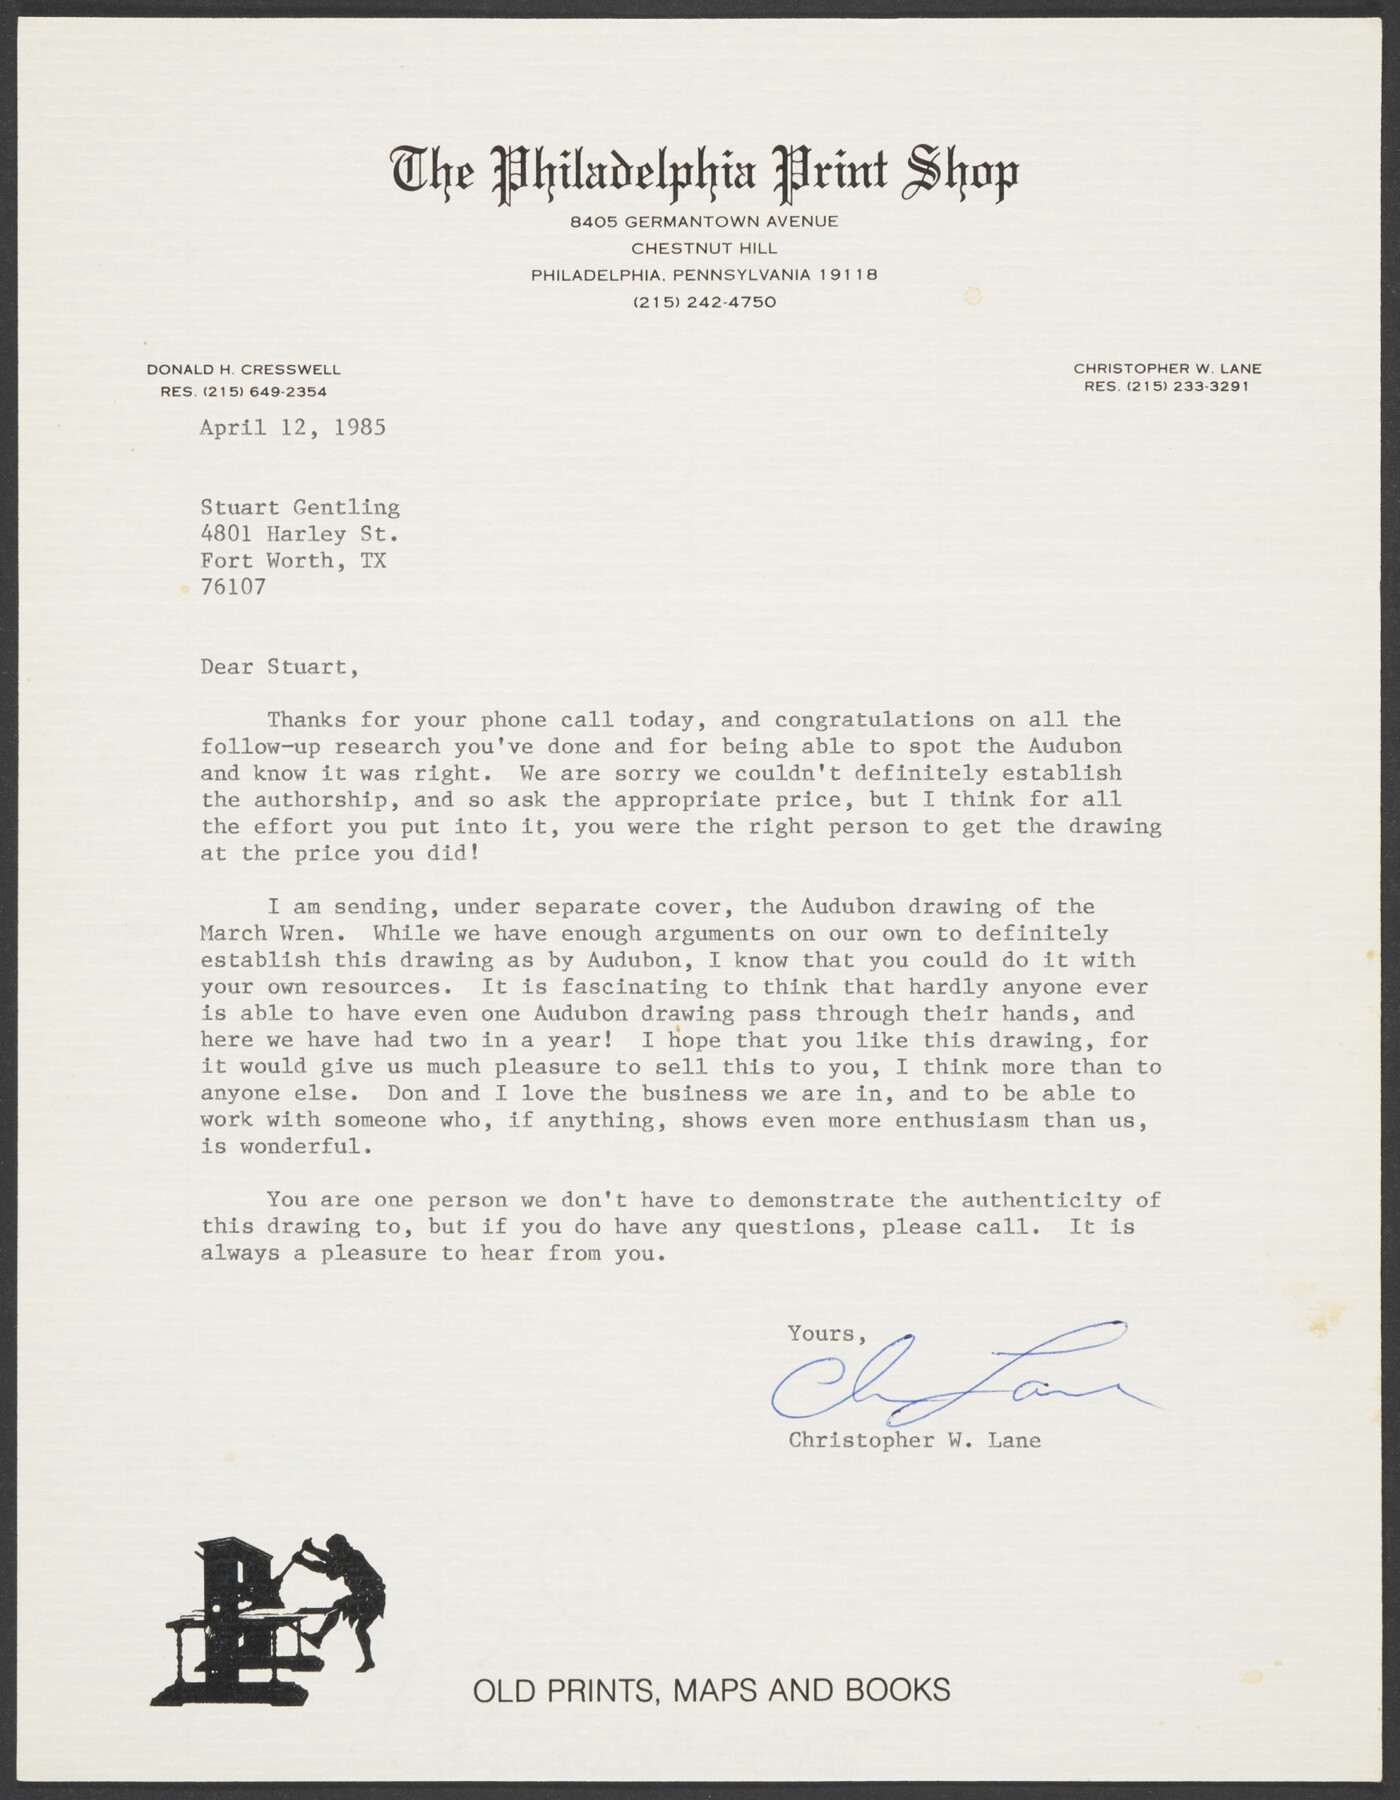 The Philadelphia Print Shop
8405 GERMANTOWN AVENUE
CHESTNUT HILL
PHILADELPHIA, PENNSYLVANIA 19118
(215) 242-4750
DONALD H. CRESSWELL
RES. (215) 649-2354
CHRISTOPHER W. LANE
RES. (215) 233-3291
April 12, 1985
Stuart Gentling
4801 Harley St.
Fort Worth, TX
76107
Dear Stuart,
Thanks for your phone call today, and congratulations on all the
follow-up research you've done and for being able to spot the Audubon
and know it was right. We are sorry we couldn't definitely establish
the authorship, and so ask the appropriate price, but I think for all
the effort you put into it, you were the right person to get the drawing
at the price you did!
I am sending, under separate cover, the Audubon drawing of the
March Wren. While we have enough arguments on our own to definitely
establish this drawing as by Audubon, I know that you could do it with
your own resources. It is fascinating to think that hardly anyone ever
is able to have even one Audubon drawing pass through their hands, and
here we have had two in a year! I hope that you like this drawing, for
it would give us much pleasure to sell this to you, I think more than to
anyone else. Don and I love the business we are in, and to be able to
work with someone who, if anything, shows even more enthusiasm than us,
is wonderful.
You are one person we don't have to demonstrate the authenticity of
this drawing to, but if you do have any questions, please call. It is
always a pleasure to hear from you.
Yours,
Ch Lane
Christopher W. Lane
OLD PRINTS, MAPS AND BOOKS